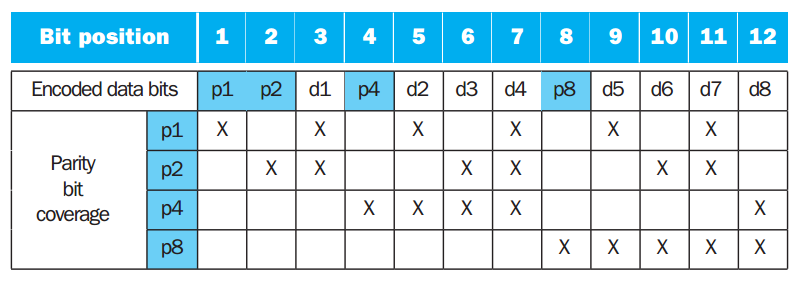 Bit position 1 2 3 4 5 6 7 8 9 10 11 12
Encoded data bits p1 p2 d1 p4 d2 d3 d4 p8 d5 d6 d7 d8
Parity bit coverage
p1 X X X X X X
p2 X X X X X X
p4 X X X X X
p8 X X X X X